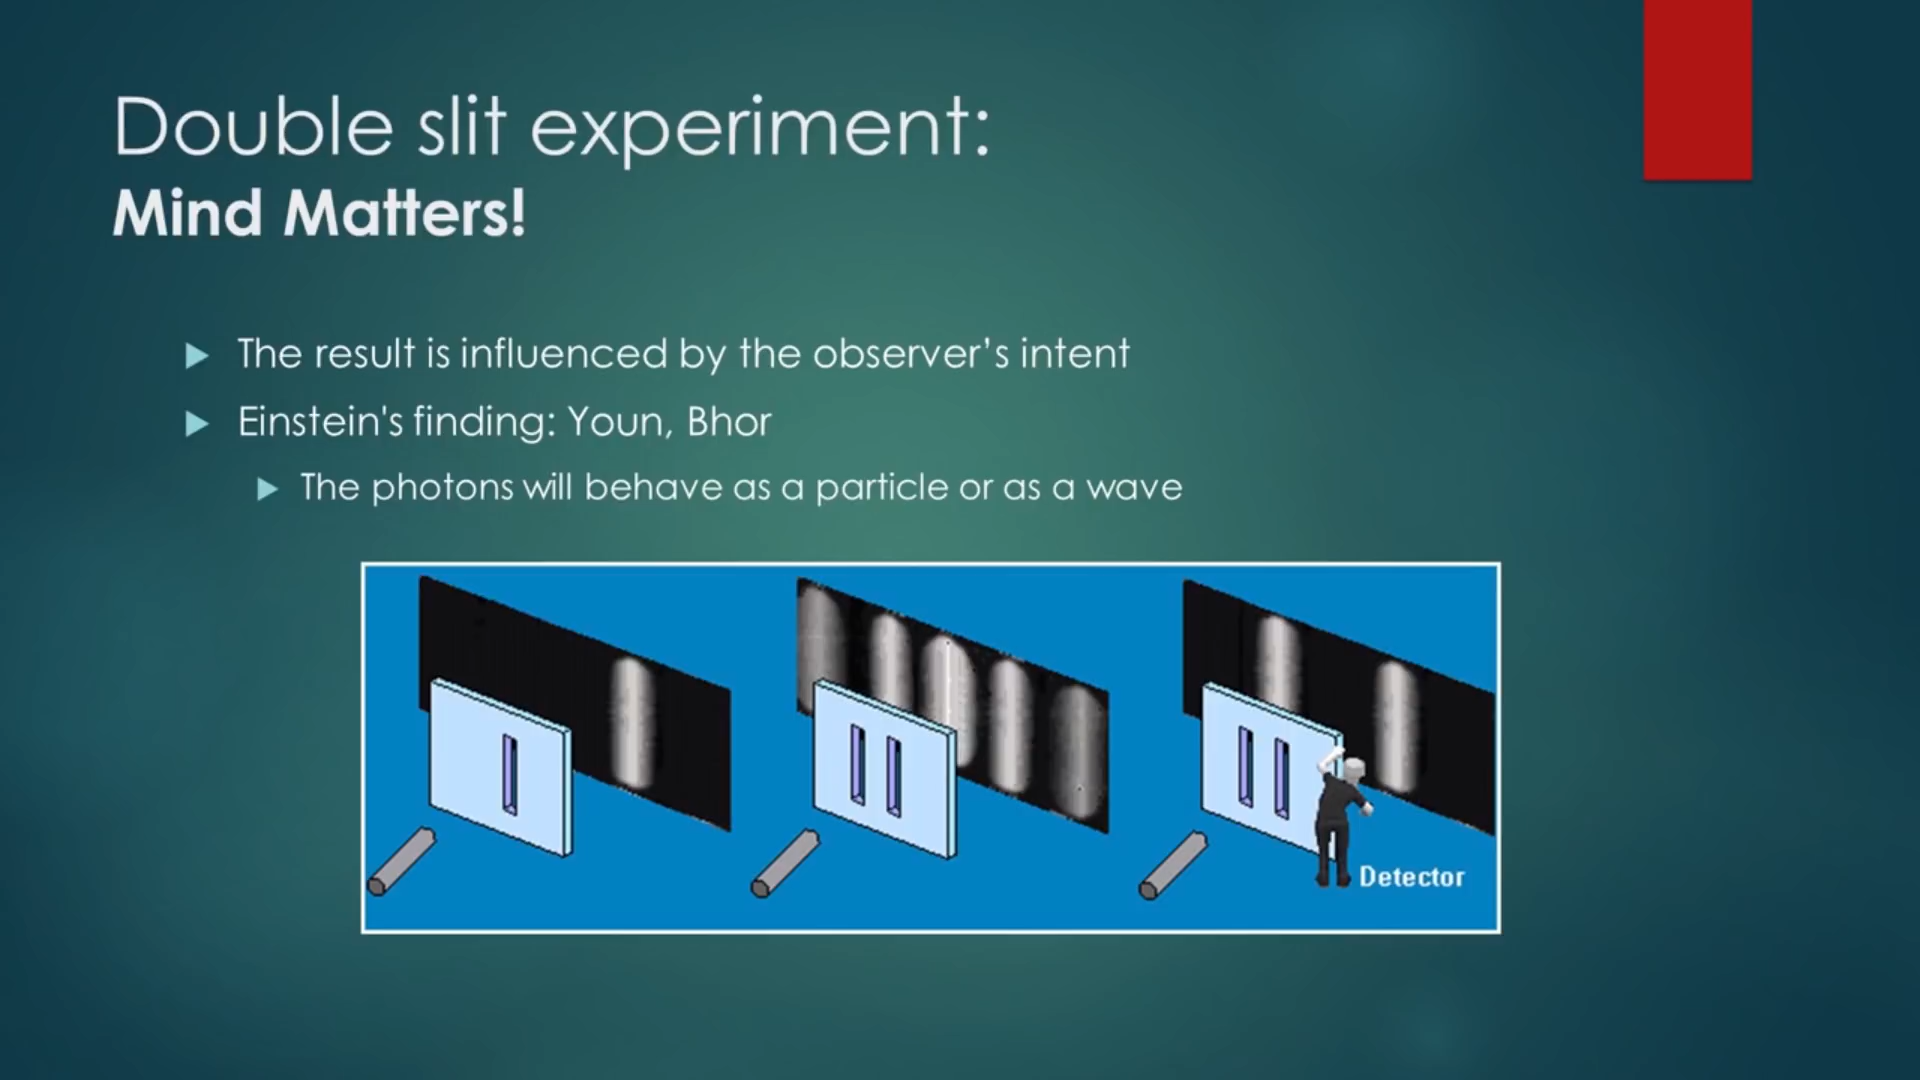 Double slit experiment:
Mind Matters!
The result is influenced by the observer’s intent
Einstein's finding: Youn, Bhor
The photons will behave as a particle or as a wave
Detector